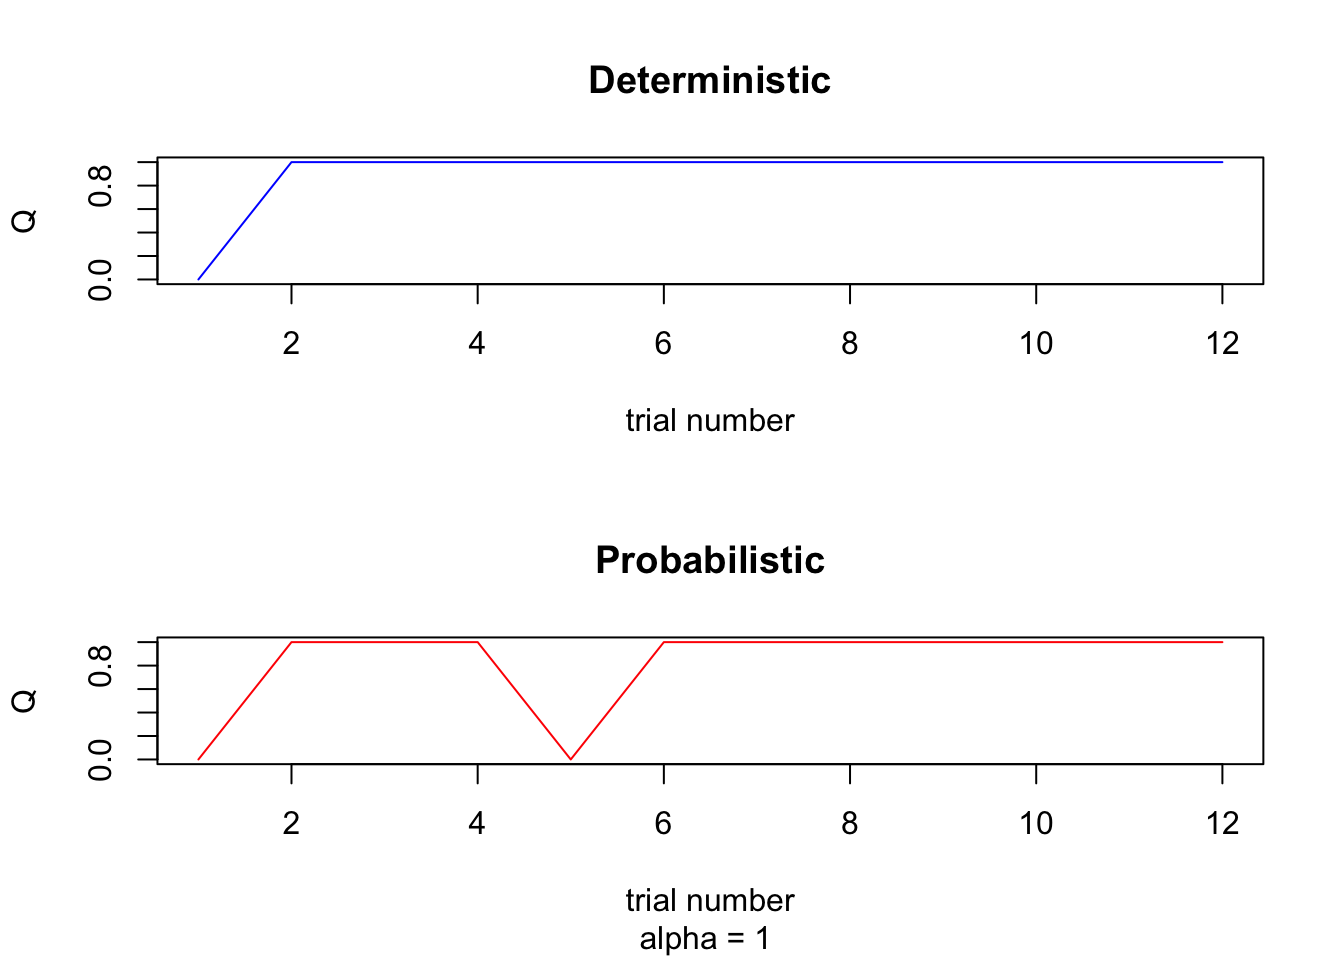 Deterministic
Q
0.8
0.0
2 4 6 8 10 12
trial number
Probabilistic
Q
0.8
0.0
2 4 6 8 10 12
trial number
alpha = 1